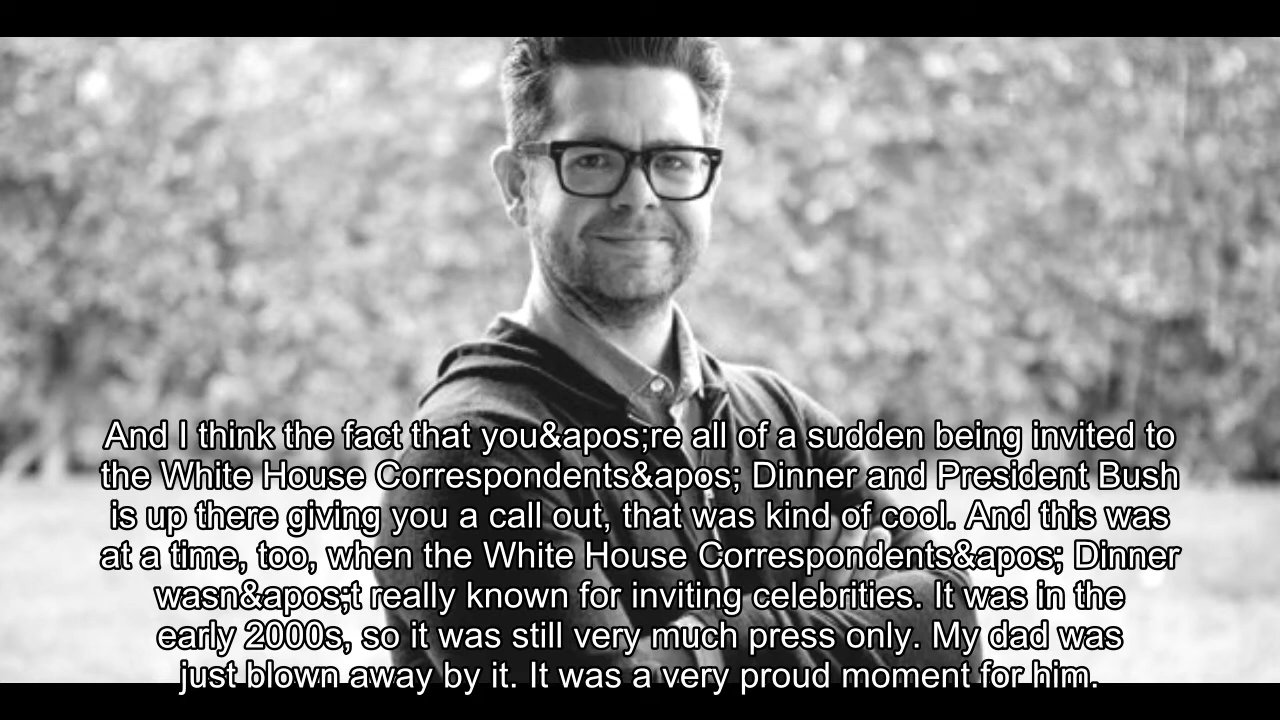 And I think the fact that you&apos;re all of a sudden being invited to
the White House Correspondents&apos; Dinner and President Bush
is up there giving you a call out, that was kind of cool. And this was
at a time, too, when the White House Correspondents&apos; Dinner
wasn&apos;t really known for inviting celebrities. It was in the
early 2000s, so it was still very much press only. My dad was
just blown away by it. It was a very proud moment for him.